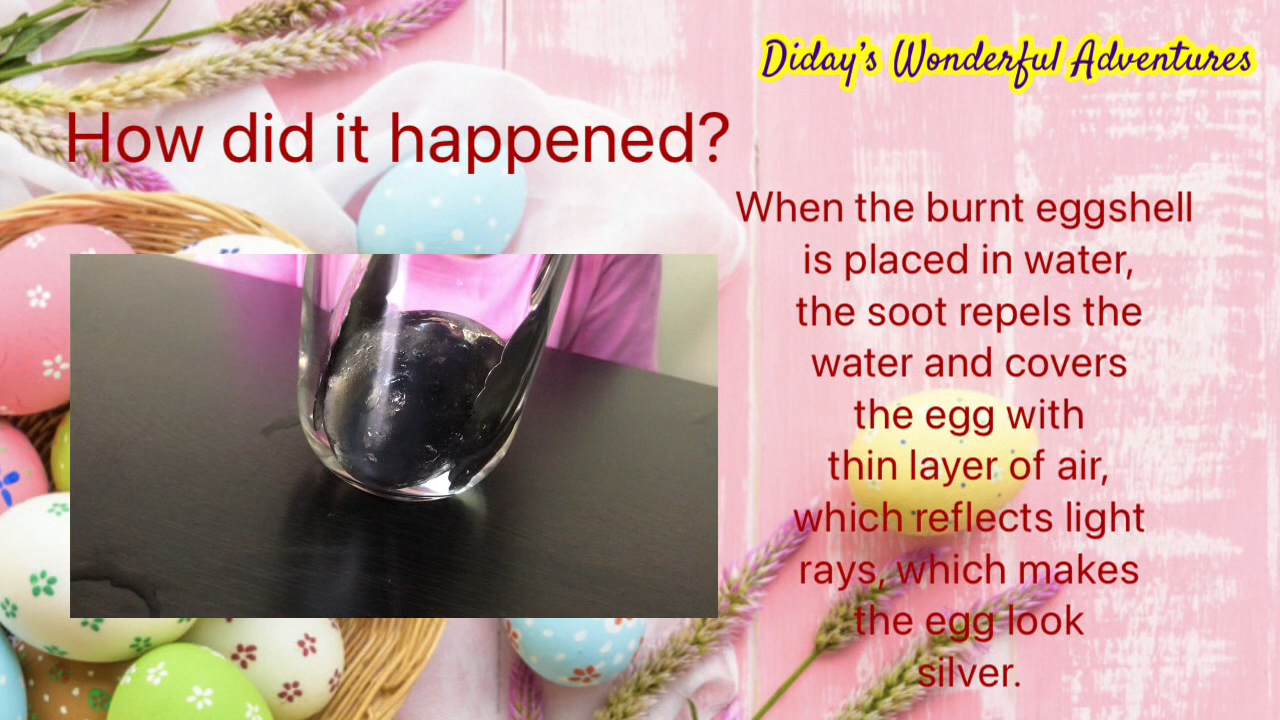 Diday's Wonderful Adventures
How did it happened?
When the burnt eggshell
is placed in water,
the soot repels the
water and covers
the egg with
thin layer of air,
which reflects light
rays, which makes
the egg look
silver.